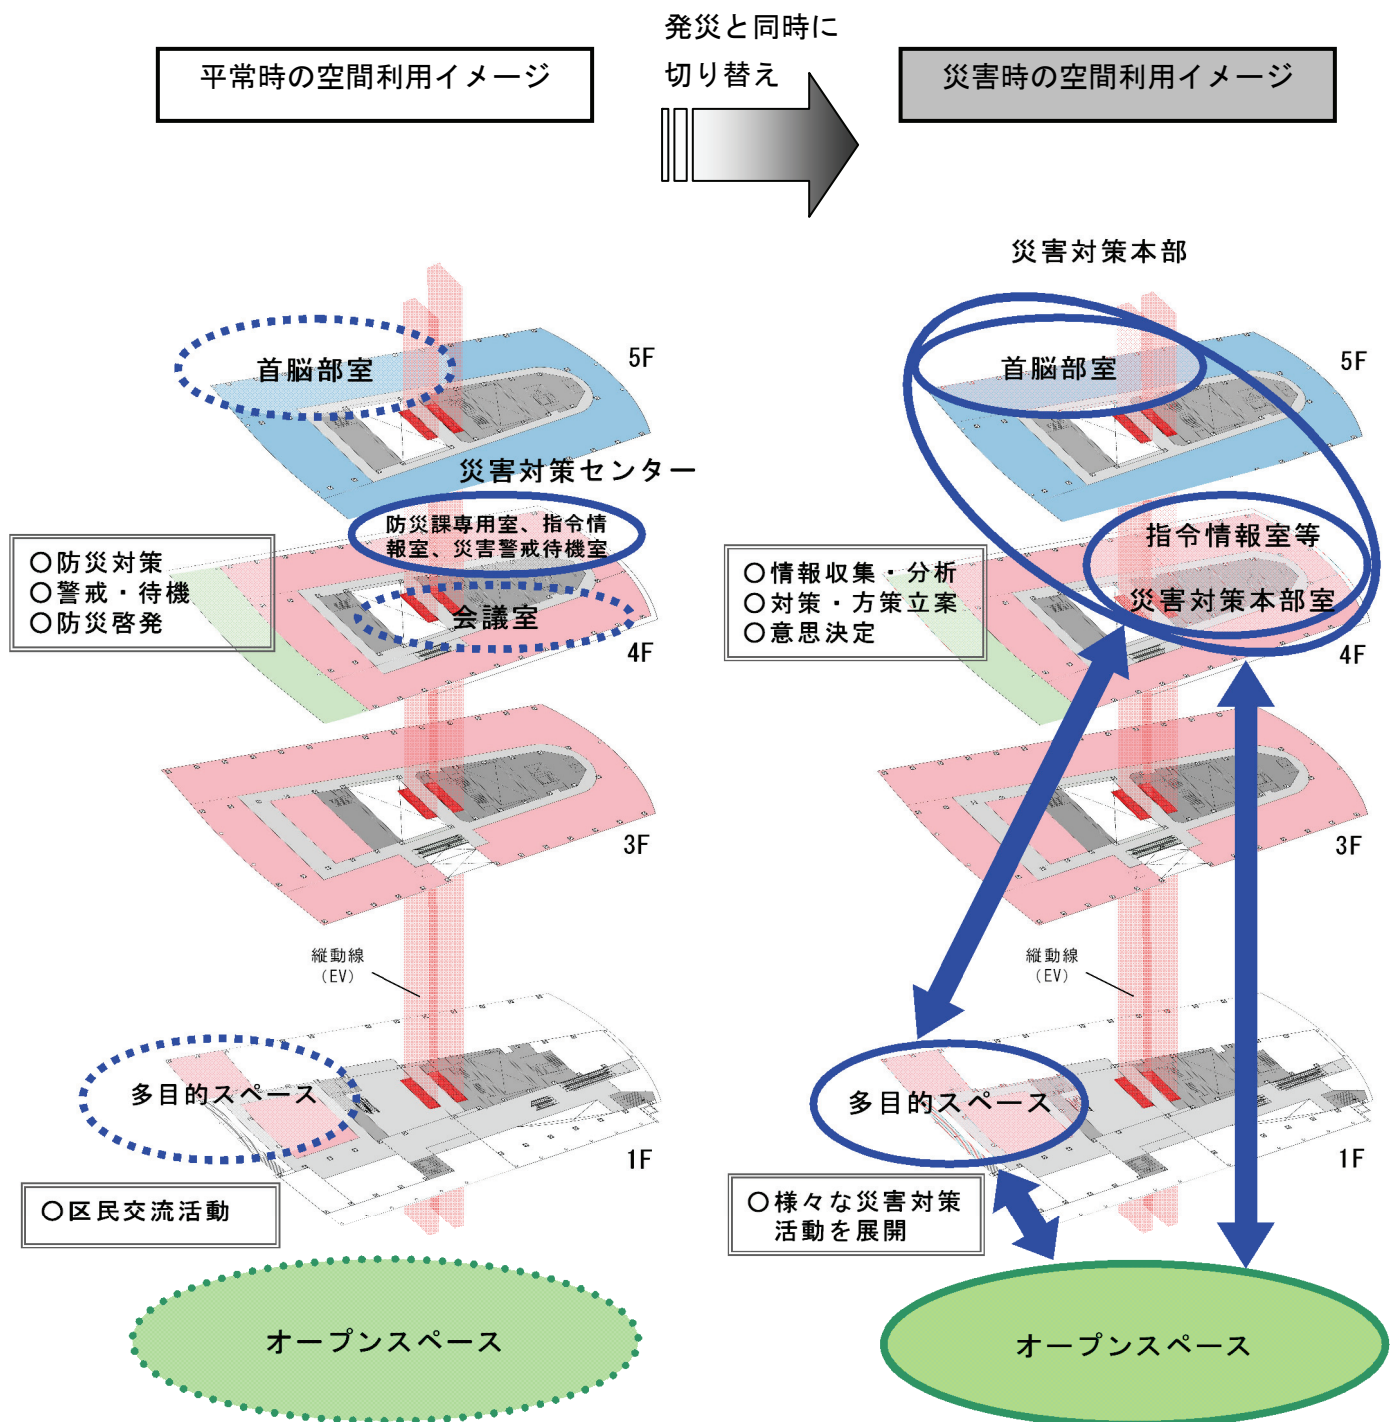 発災と同時に
切り替え
平常時の空間利用イメージ
災害時の空間利用イメージ
首脳部室
5F
災害対策センター
防災課専用室、指令情
報室、災害警戒待機室
会議室
○防災対策
○警戒・待機
○防災啓発
4F
3F
縦動線
(EV)
多目的スペース
1F
○区民交流活動
オープンスペース
災害対策本部
首脳部室
5F
指令情報室等
災害対策本部室
○情報収集・分析
○対策・方策立案
○意思決定
4F
3F
縦動線
(EV)
多目的スペース
1F
○様々な災害対策
活動を展開
オープンスペース